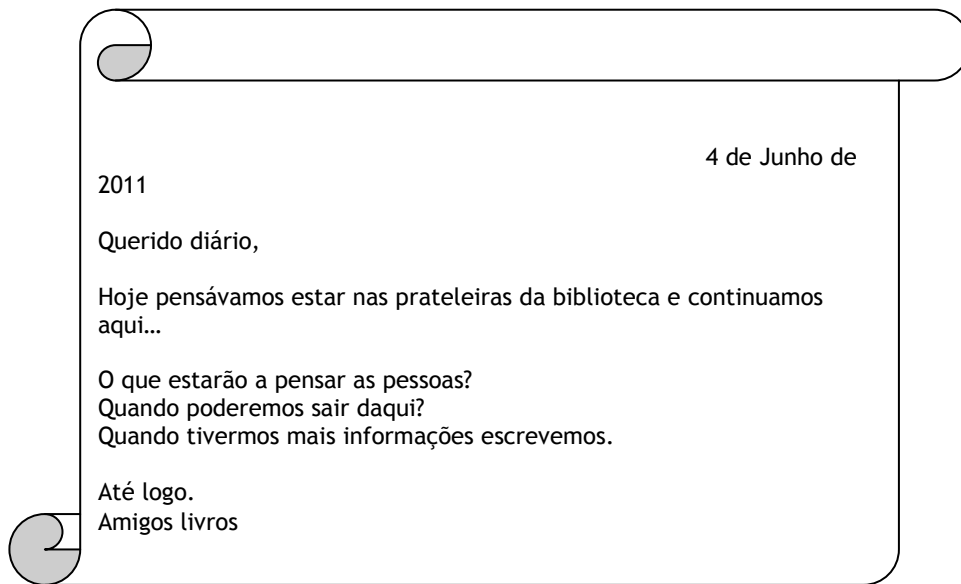 4 de Junho de
2011
Querido diário,
Hoje pensávamos estar nas prateleiras da biblioteca e continuamos
aqui…
O que estarão a pensar as pessoas?
Quando poderemos sair daqui?
Quando tivermos mais informações escrevemos.
Até logo.
Amigos livros